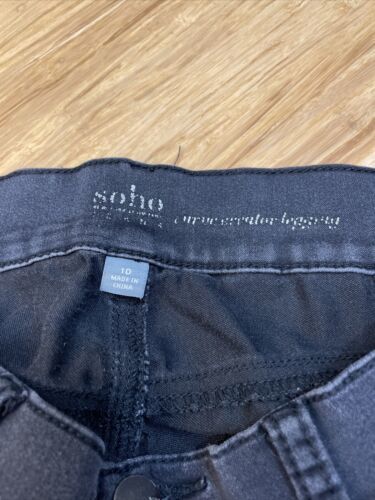 soho
curve creator legging
10
MADE IN
CHINA